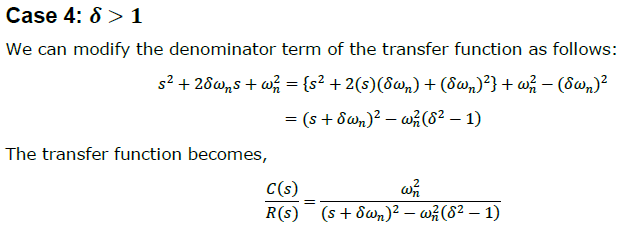 Case 4: δ > 1
We can modify the denominator term of the transfer function as follows:
s² + 2δωₙs + ωₙ² = {s² + 2(s)(δωₙ) + (δωₙ)²} + ωₙ² − (δωₙ)²
= (s + δωₙ)² − ωₙ²(δ² − 1)
The transfer function becomes,
C(s)/R(s) = ωₙ²/((s + δωₙ)² − ωₙ²(δ² − 1))